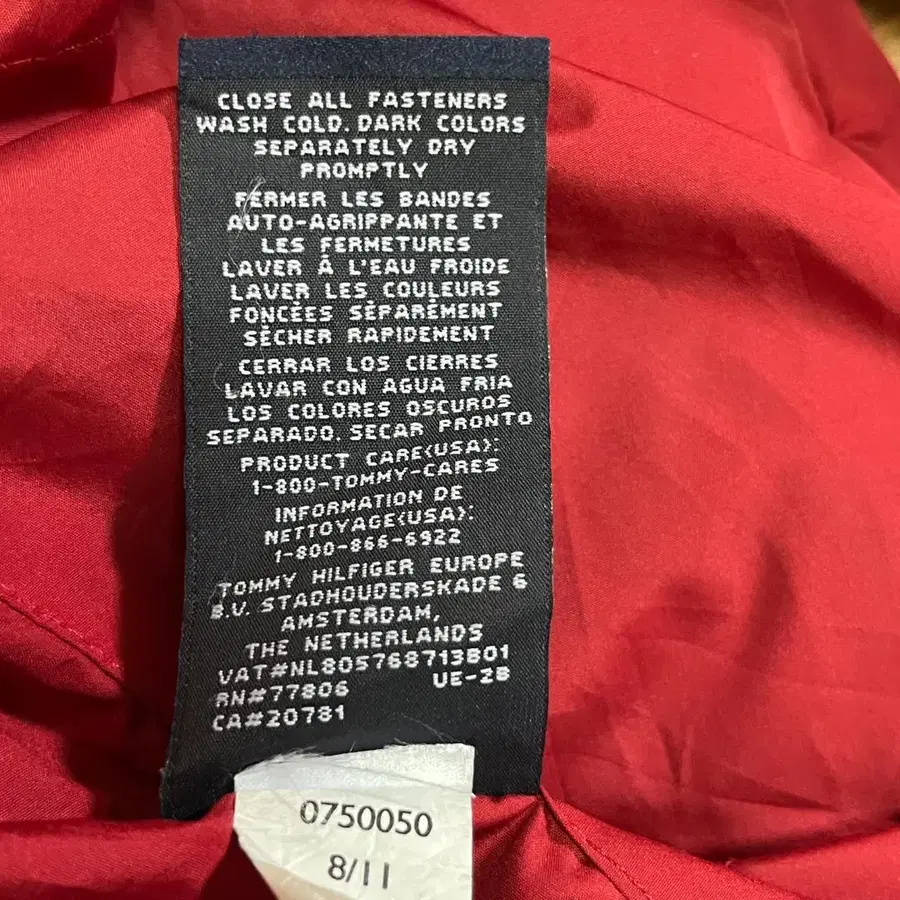 CLOSE ALL FASTENERS
WASH COLD. DARK COLORS
SEPARATELY DRY
PROMPTLY
FERMER LES BANDES
AUTO-AGRIPPANTE ET
LES FERMETURES
LAVER À L'EAU FROIDE
LAVER LES COULEURS
FONCÉES SÉPARÉMENT
SÉCHER RAPIDEMENT
CERRAR LOS CIERRES
LAVAR CON AGUA FRIA
LOS COLORES OSCUROS
SEPARADO. SECAR PRONTO
PRODUCT CARE(USA):
1-800-TOMMY-CARES
INFORMATION DE
NETTOYAGE(USA):
1-800-866-6922
TOMMY HILFIGER EUROPE
B.V. STADHOUDERSKADE 6
AMSTERDAM,
THE NETHERLANDS
VAT#NL805768713B01
RN#77806 UE-28
CA#20781
0750050
8/11